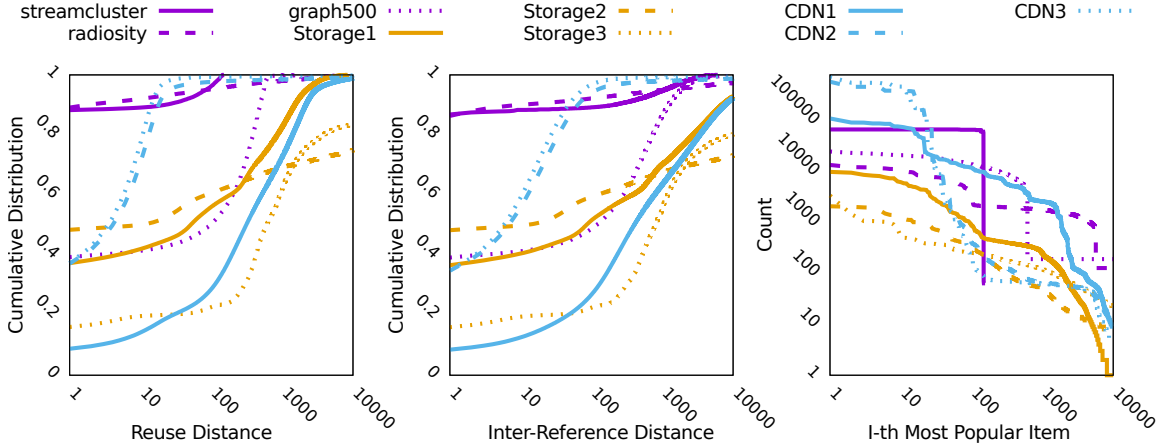 streamcluster graph500 Storage2 CDN1 CDN3
radiosity Storage1 Storage3 CDN2
Cumulative Distribution
1
0.8
0.6
0.4
0.2
0
1 10 100 1000 10000
Reuse Distance
Cumulative Distribution
1
0.8
0.6
0.4
0.2
0
1 10 100 1000 10000
Inter-Reference Distance
Count
100000
10000
1000
100
10
1
1 10 100 1000 10000
I-th Most Popular Item